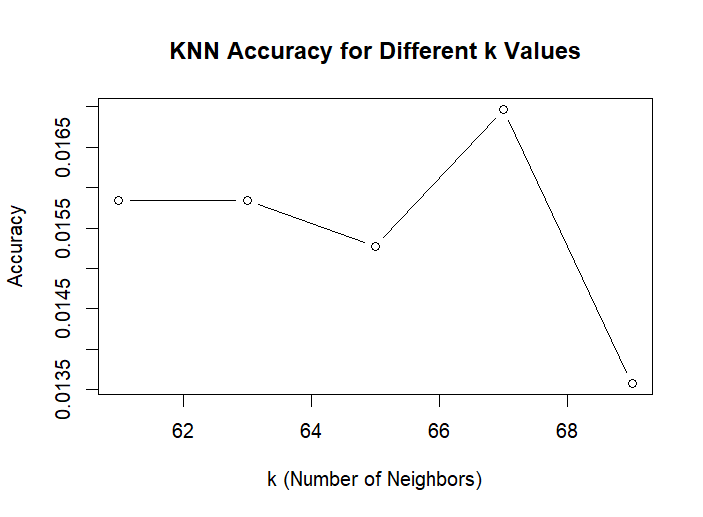 KNN Accuracy for Different k Values
Accuracy
0.0165
0.0155
0.0145
0.0135
62 64 66 68
k (Number of Neighbors)